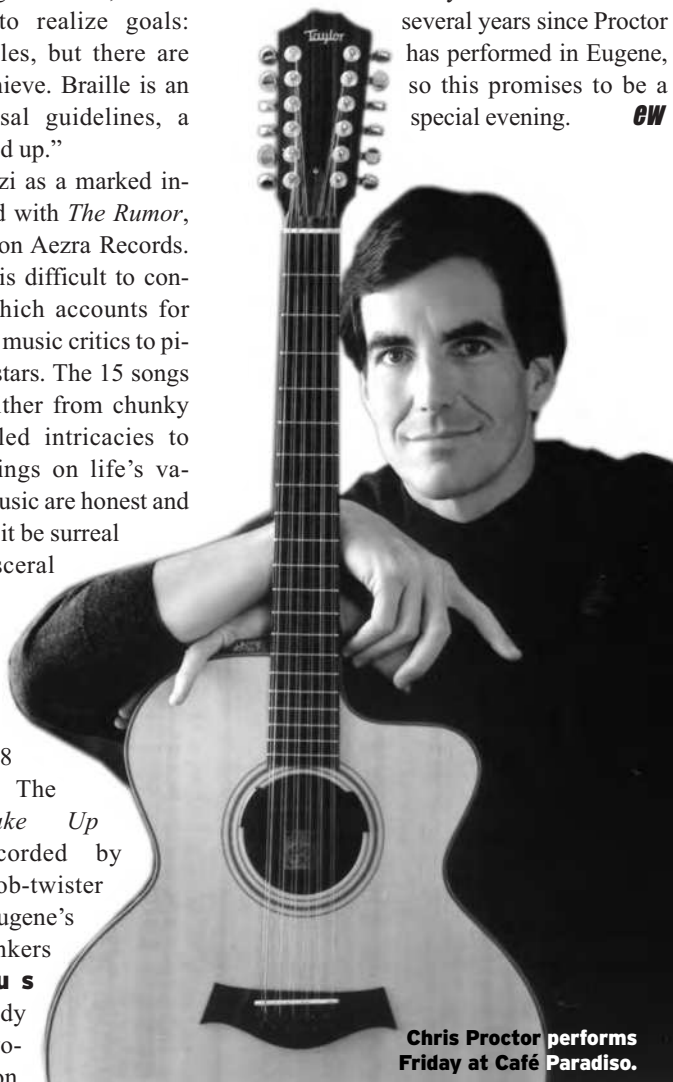 to realize goals:
les, but there are
hieve. Braille is an
sal guidelines, a
d up.”
zi as a marked in-
d with The Rumor,
on Aezra Records.
is difficult to con-
hich accounts for
music critics to pi-
stars. The 15 songs
ither from chunky
led intricacies to
ings on life’s va-
usic are honest and
it be surreal
sceral
8
The
ake Up
corded by
ob-twister
ugene’s
nkers
u s
dy
o-
on
Taylor
several years since Proctor
has performed in Eugene,
so this promises to be a
special evening. ew
Chris Proctor performs
Friday at Café Paradiso.